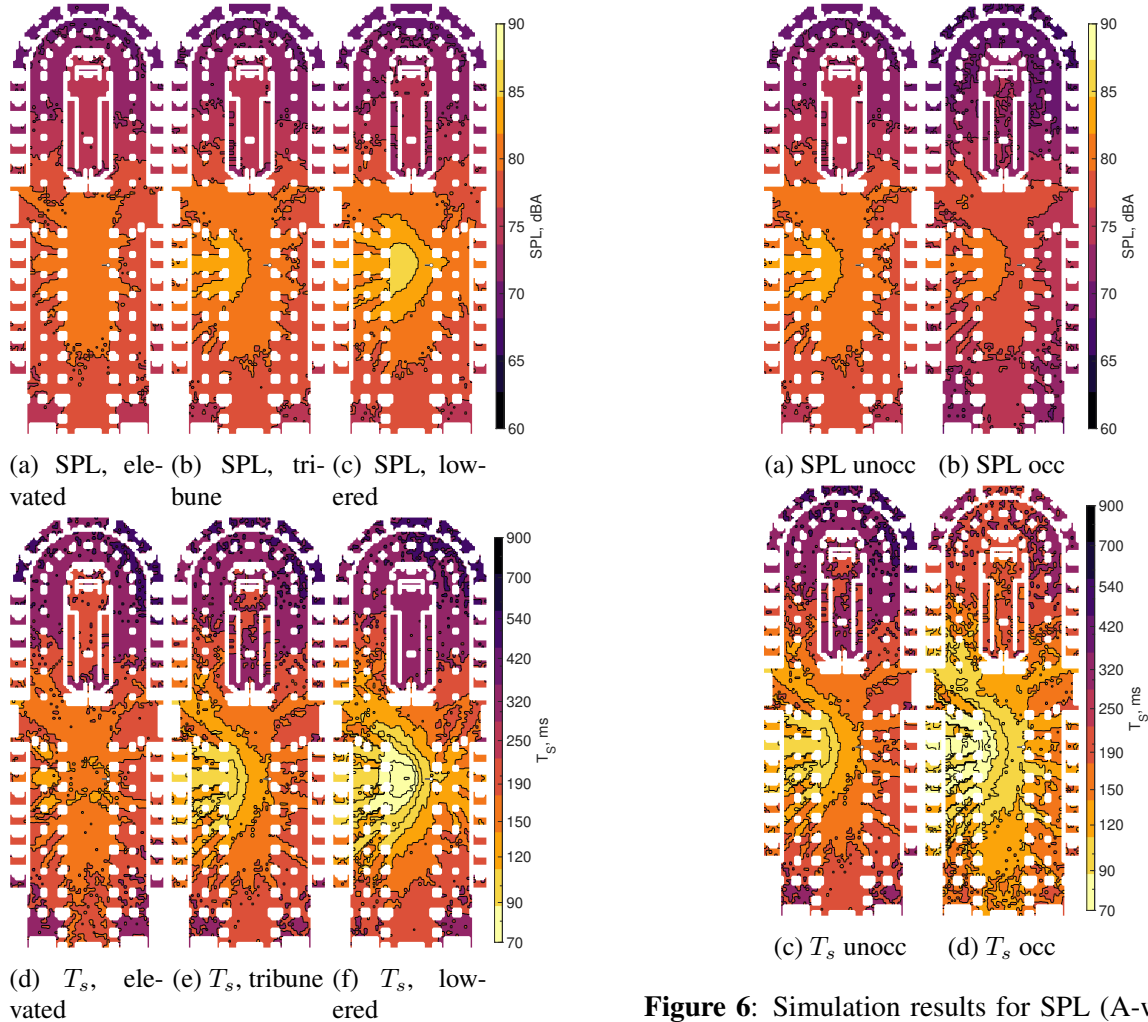 90
85
80
75
70
65
60
SPL, dBA
(a) SPL, ele-
vated
(b) SPL, tri-
bune
(c) SPL, low-
ered
900
700
540
420
320
250
190
150
120
90
70
T_S, ms
(d) T_s, ele-
vated
(e) T_s, tribune
(f) T_s, low-
ered
90
85
80
75
70
65
60
SPL, dBA
(a) SPL unocc
(b) SPL occ
900
700
540
420
320
250
190
150
120
90
70
T_S, ms
(c) T_s unocc
(d) T_s occ
Figure 6: Simulation results for SPL (A-w